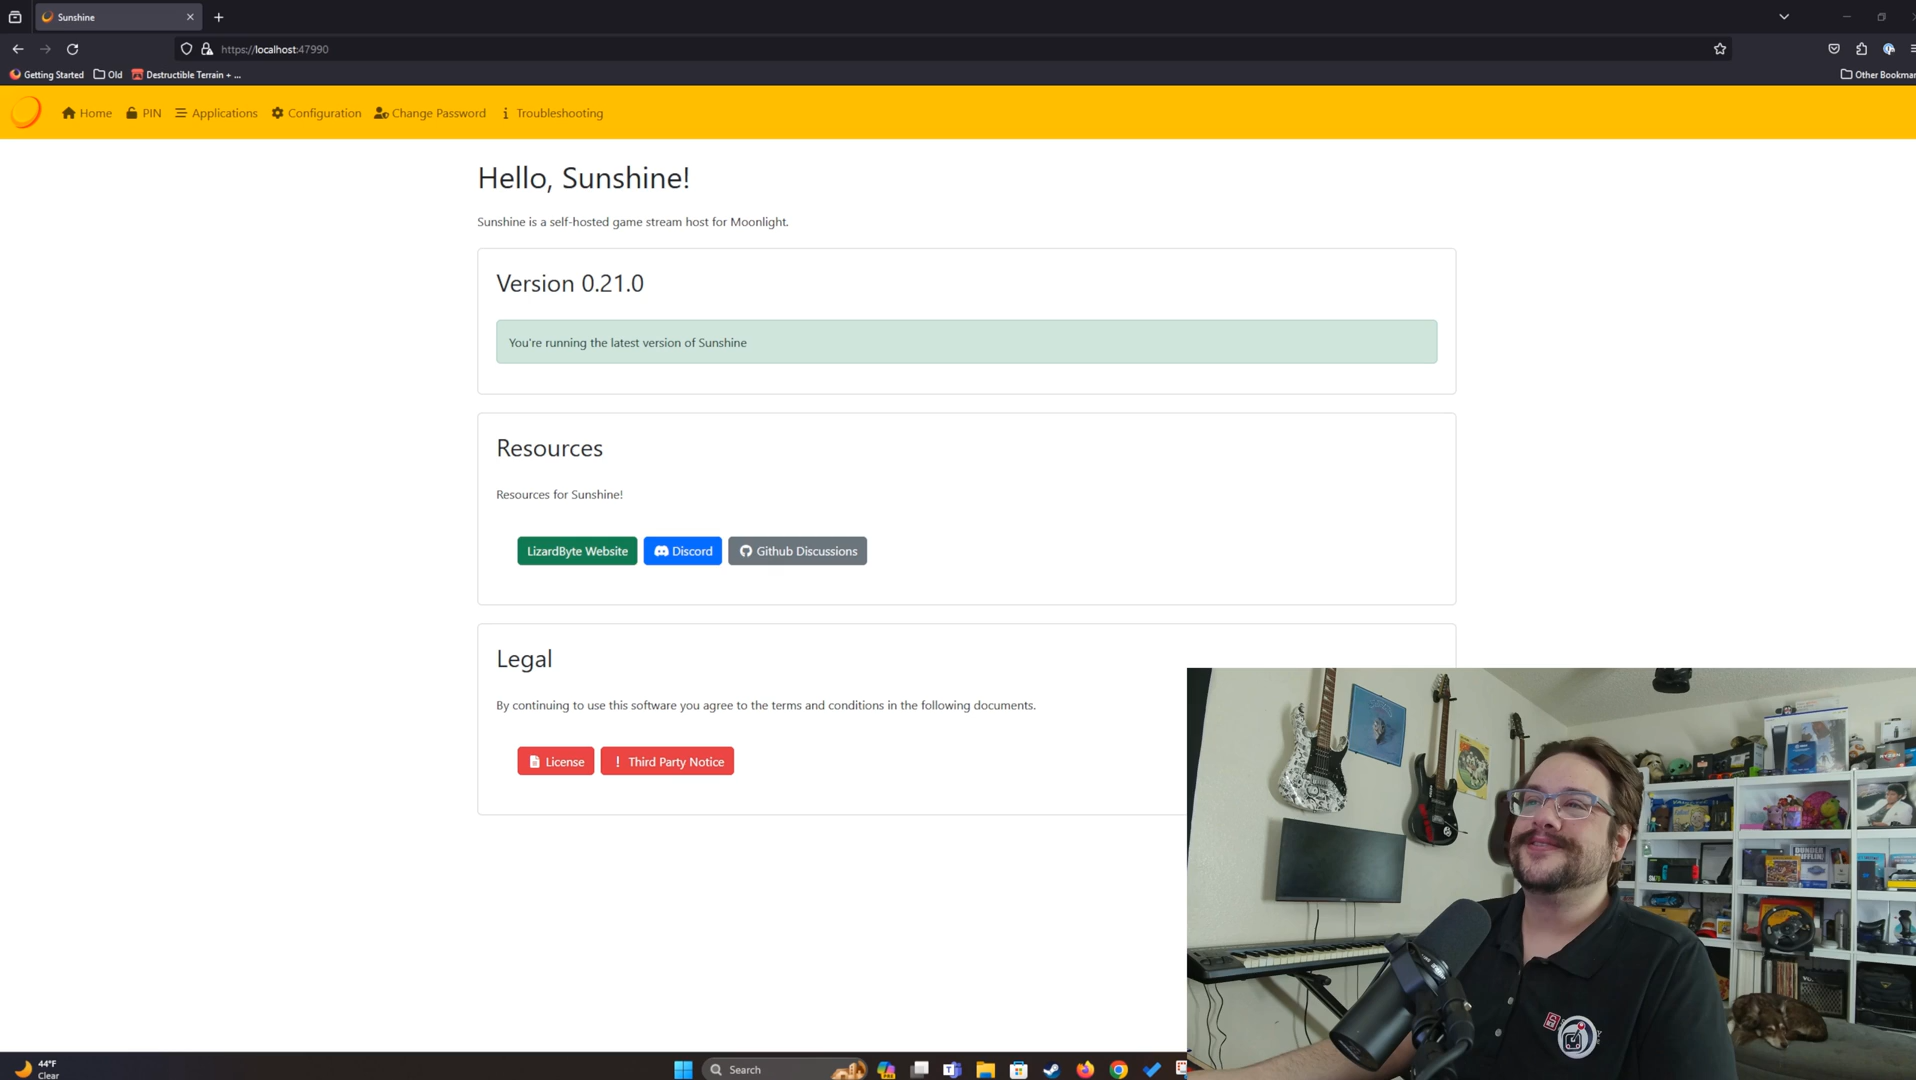 Sunshine
https://localhost:47990
Getting Started Old Destructible Terrain + ... Other Bookmar
Home PIN Applications Configuration Change Password Troubleshooting
Hello, Sunshine!
Sunshine is a self-hosted game stream host for Moonlight.
Version 0.21.0
You're running the latest version of Sunshine
Resources
Resources for Sunshine!
LizardByte Website Discord Github Discussions
Legal
By continuing to use this software you agree to the terms and conditions in the following documents.
License Third Party Notice
DUNDER
MIFFLIN
44°F
Clear
Search